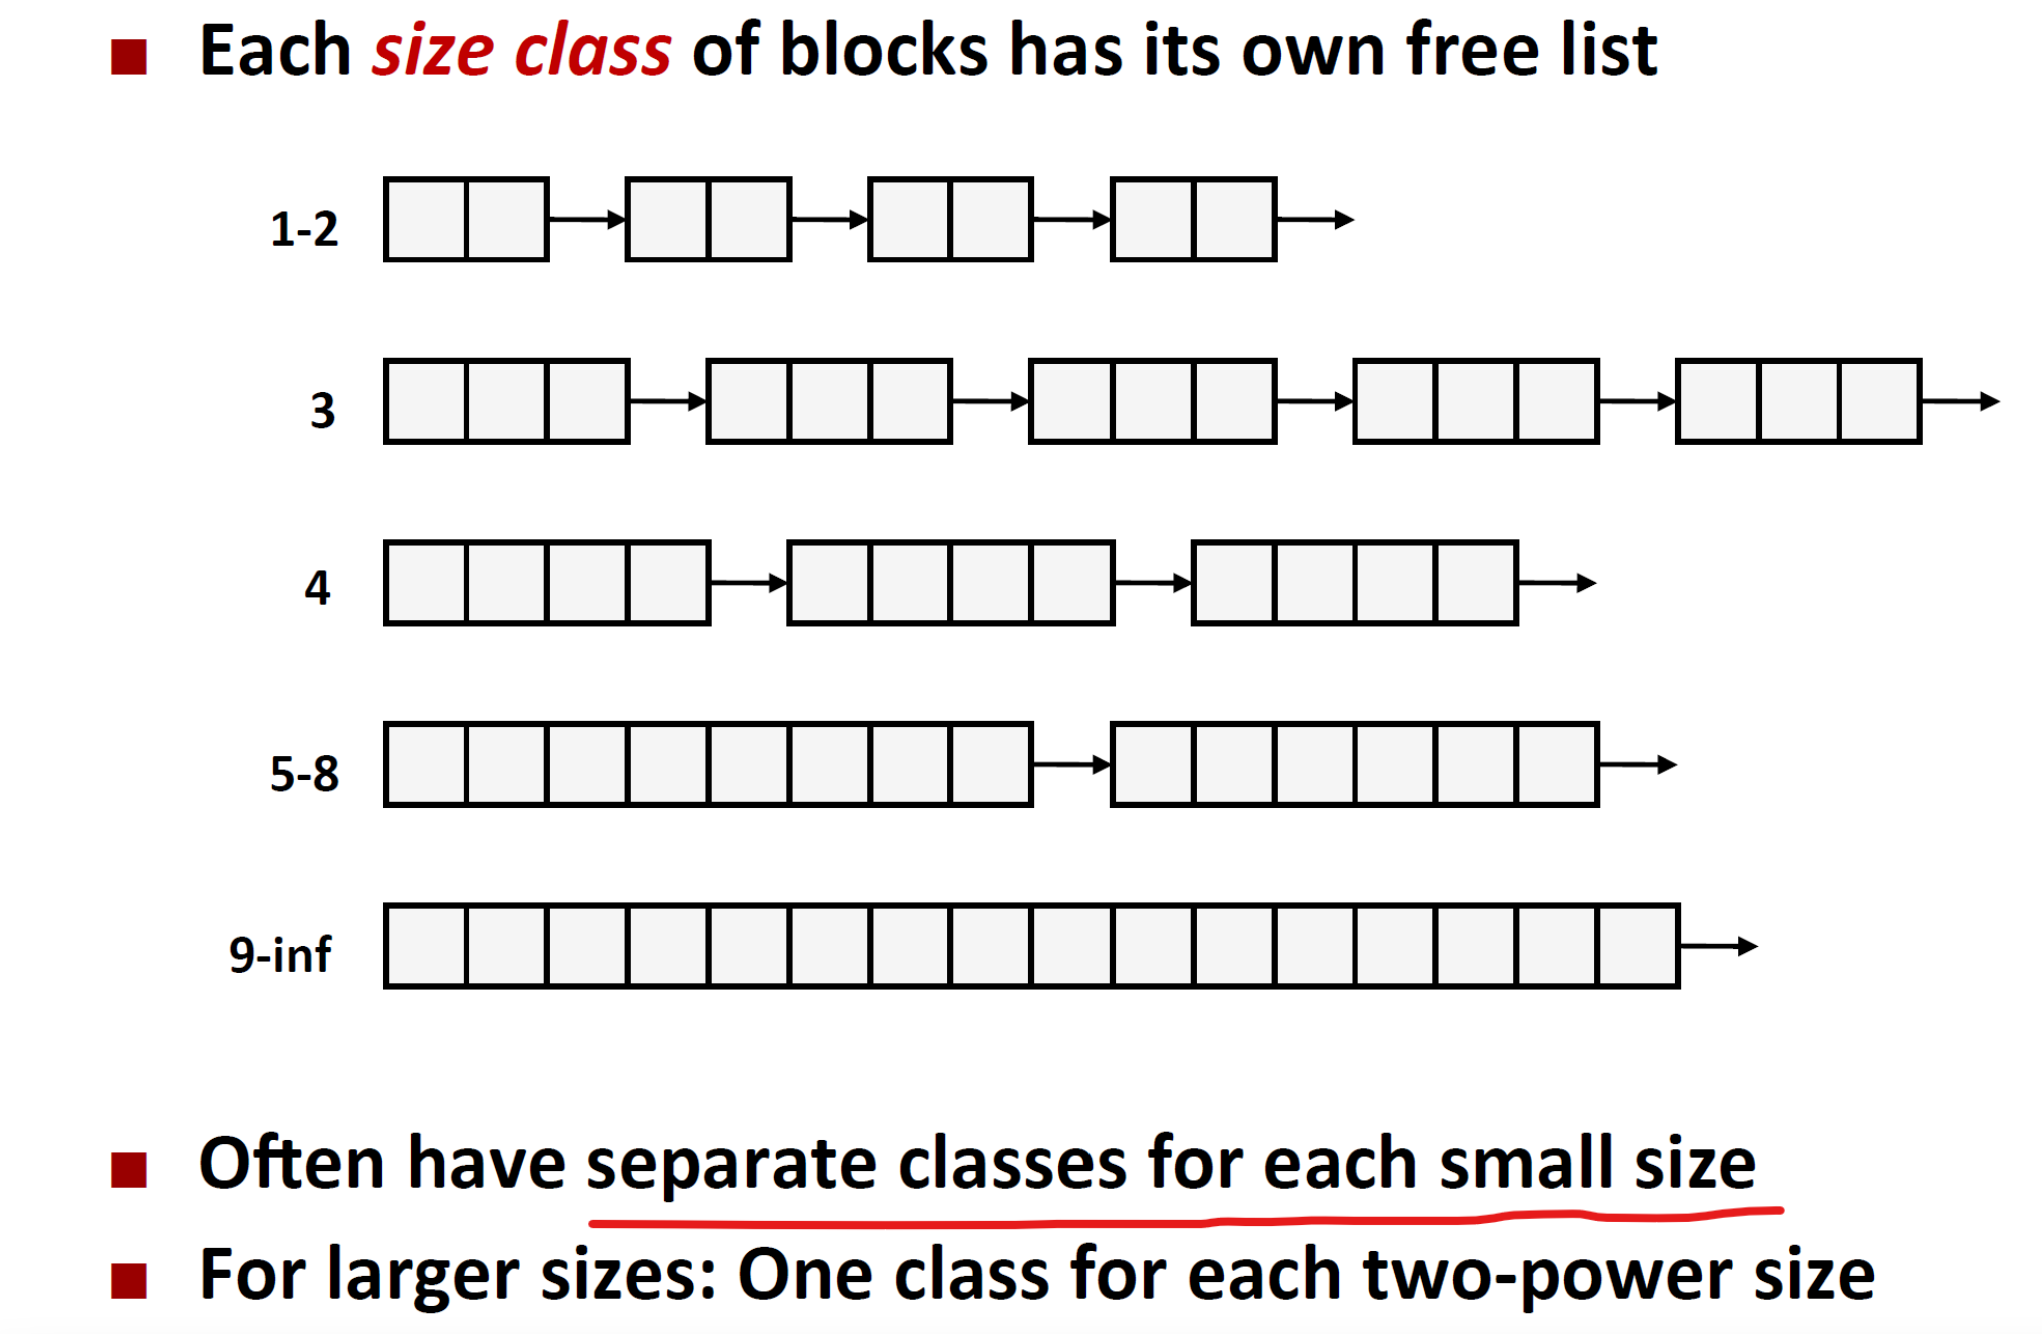 Each size class of blocks has its own free list
1-2
3
4
5-8
9-inf
Often have separate classes for each small size
For larger sizes: One class for each two-power size